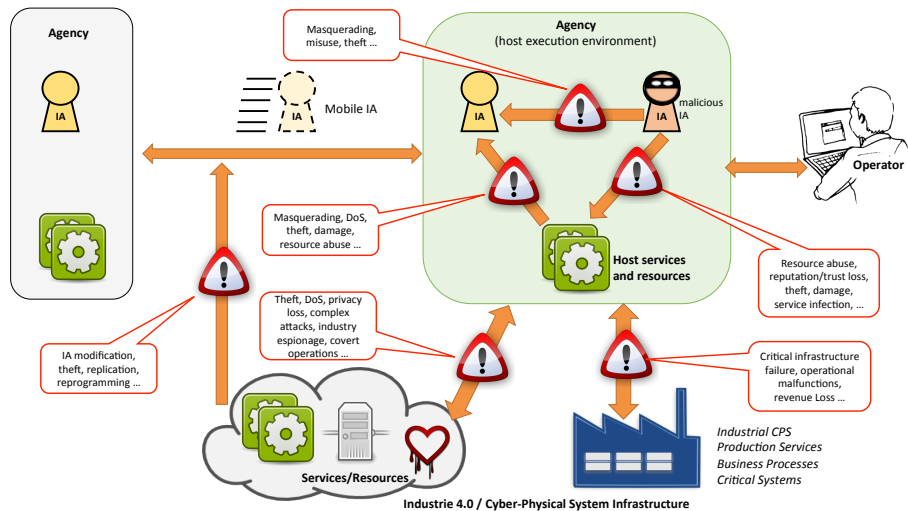 Agency
IA
Mobile IA
IA
Masquerading,
misuse, theft ...
Agency
(host execution environment)
IA
IA
malicious
IA
Operator
Masquerading, DoS,
theft, damage,
resource abuse ...
Host services
and resources
Resource abuse,
reputation/trust loss,
theft, damage,
service infection, ...
Theft, DoS, privacy
loss, complex
attacks, industry
espionage, covert
operations ...
IA modification,
theft, replication,
reprogramming ...
Critical infrastructure
failure, operational
malfunctions,
revenue Loss ...
Services/Resources
Industrial CPS
Production Services
Business Processes
Critical Systems
Industrie 4.0 / Cyber-Physical System Infrastructure